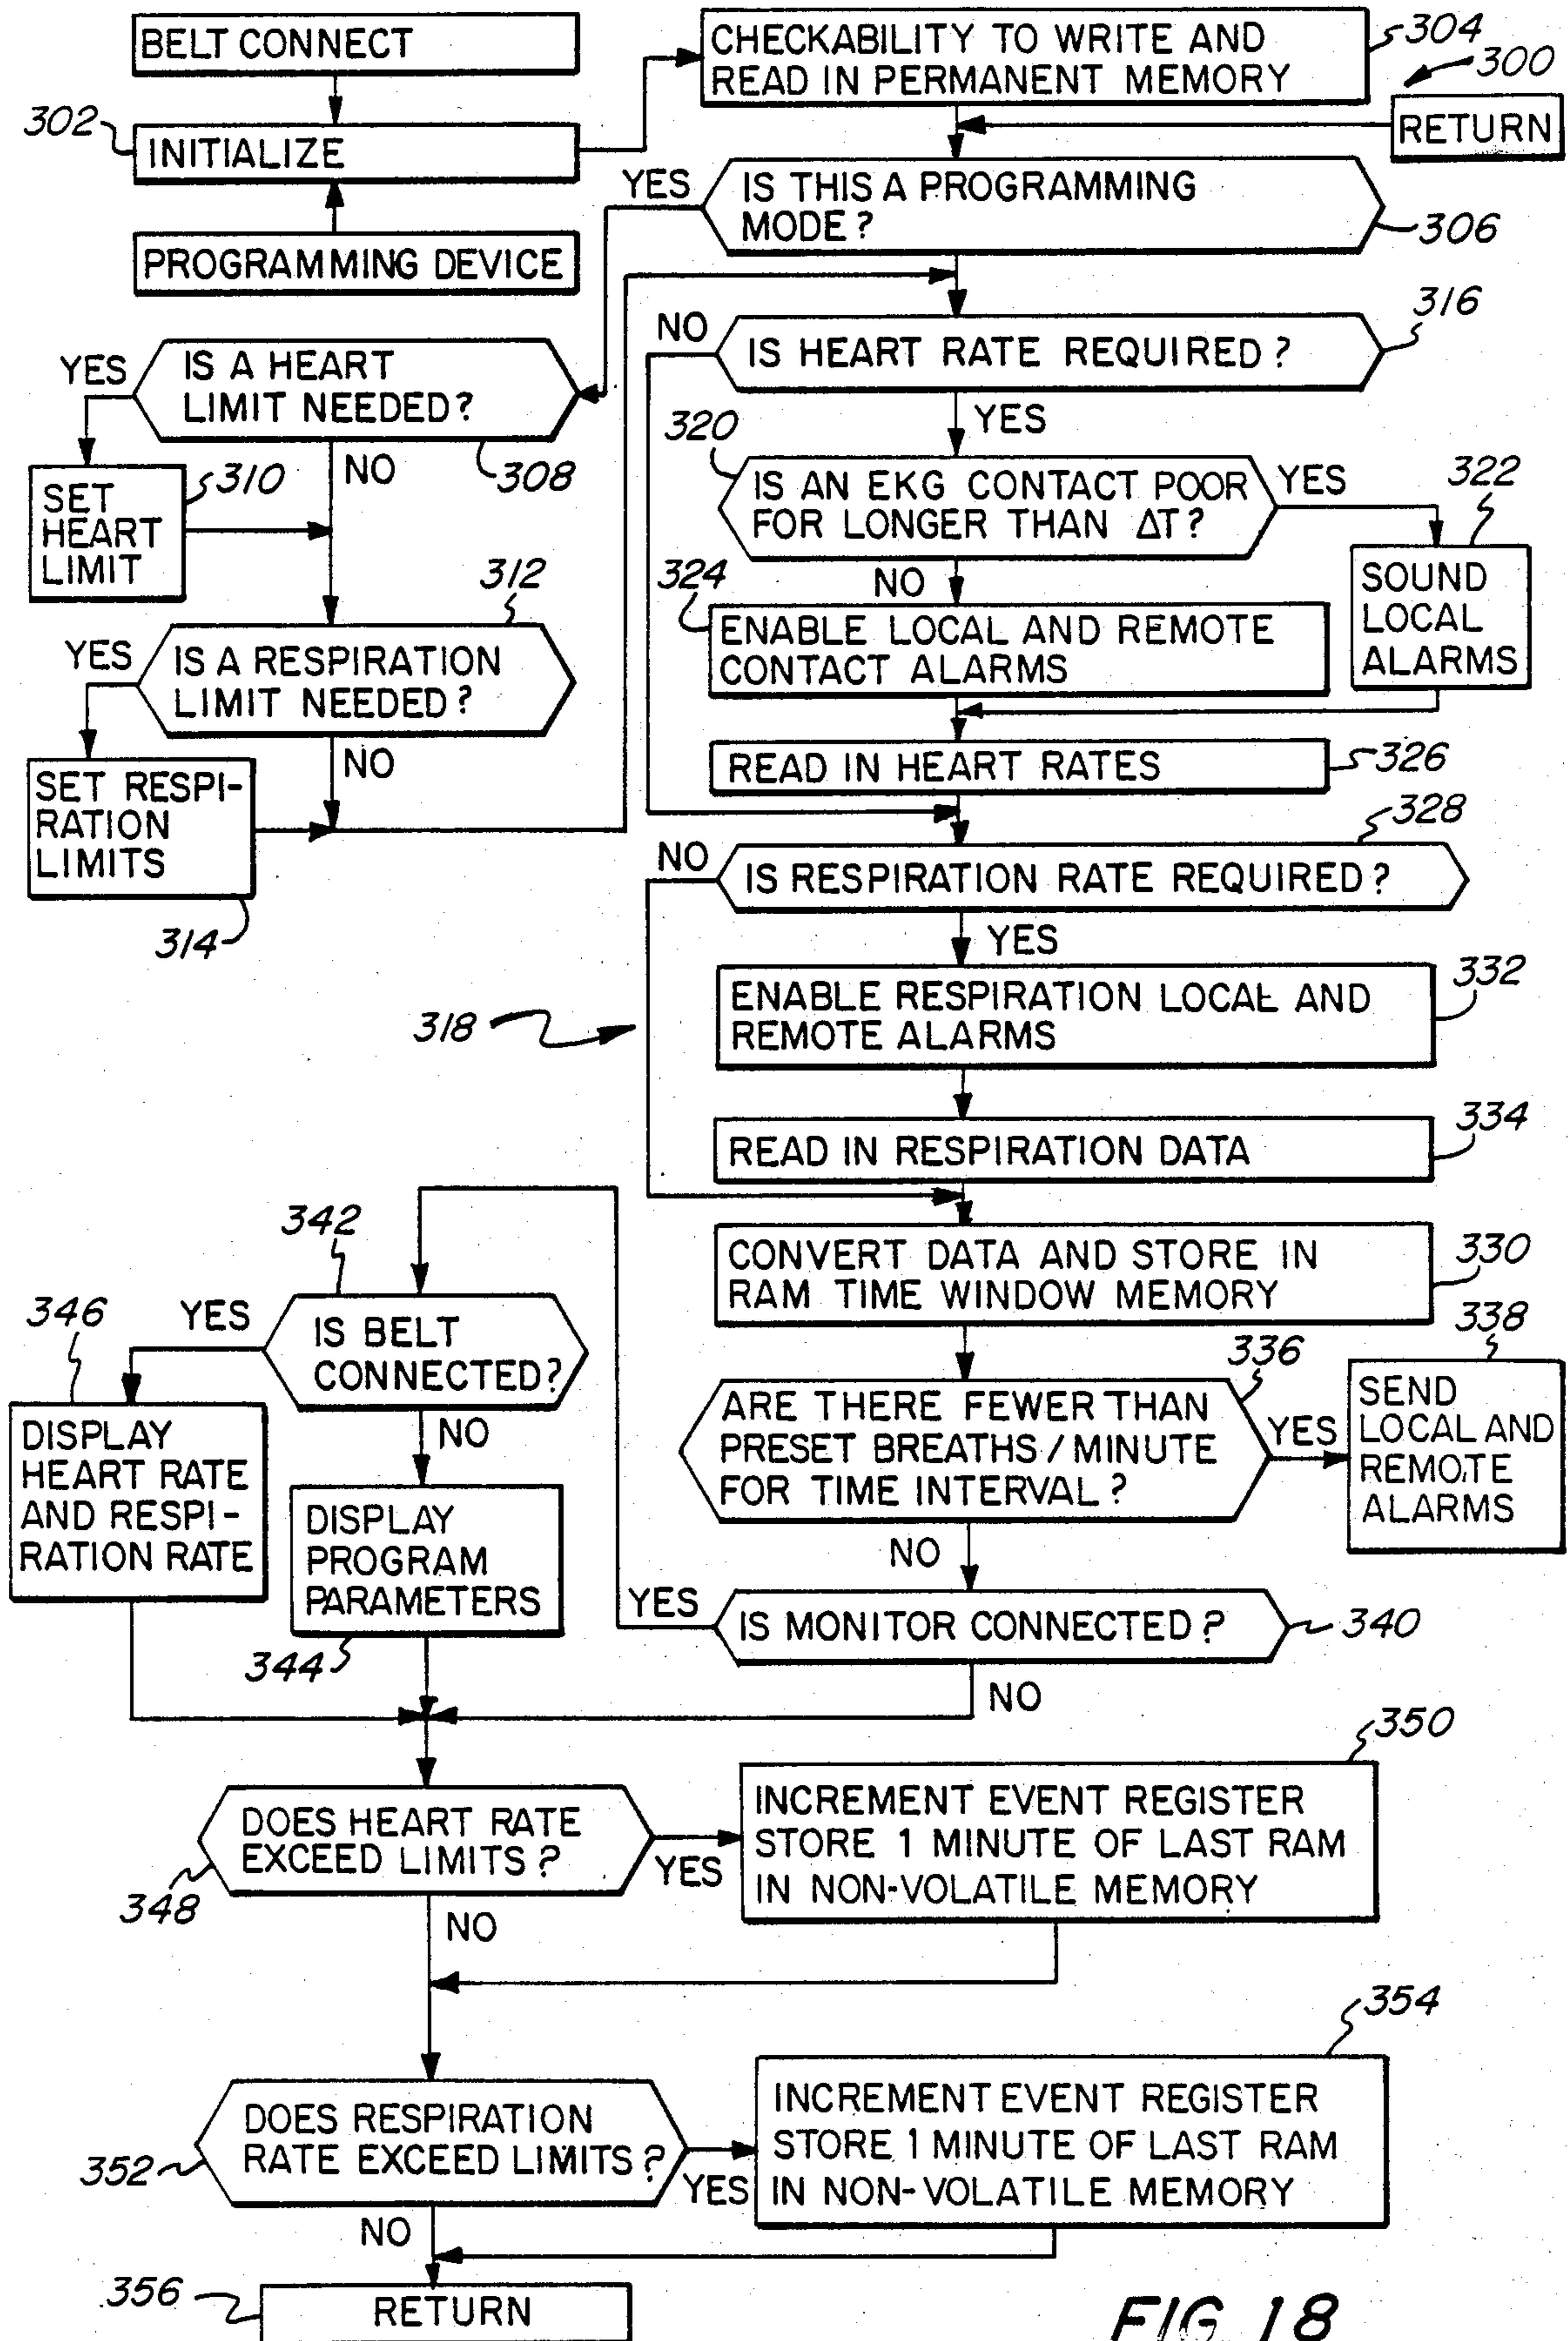 BELT CONNECT
302
INITIALIZE
PROGRAMMING DEVICE
CHECKABILITY TO WRITE AND
READ IN PERMANENT MEMORY
304
300
RETURN
YES
IS THIS A PROGRAMMING
MODE?
306
YES
IS A HEART
LIMIT NEEDED?
308
NO
310
SET
HEART
LIMIT
312
YES
IS A RESPIRATION
LIMIT NEEDED?
NO
SET RESPI-
RATION
LIMITS
314
NO
IS HEART RATE REQUIRED?
316
YES
320
IS AN EKG CONTACT POOR
FOR LONGER THAN ΔT?
YES
322
SOUND
LOCAL
ALARMS
NO
324
ENABLE LOCAL AND REMOTE
CONTACT ALARMS
READ IN HEART RATES
326
328
NO
IS RESPIRATION RATE REQUIRED?
YES
318
ENABLE RESPIRATION LOCAL AND
REMOTE ALARMS
332
READ IN RESPIRATION DATA
334
CONVERT DATA AND STORE IN
RAM TIME WINDOW MEMORY
330
336
ARE THERE FEWER THAN
PRESET BREATHS/MINUTE
FOR TIME INTERVAL?
YES
338
SEND
LOCAL AND
REMOTE
ALARMS
NO
YES
IS MONITOR CONNECTED?
340
NO
342
YES
IS BELT
CONNECTED?
NO
346
DISPLAY
HEART RATE
AND RESPI-
RATION RATE
DISPLAY
PROGRAM
PARAMETERS
344
DOES HEART RATE
EXCEED LIMITS?
348
YES
NO
350
INCREMENT EVENT REGISTER
STORE 1 MINUTE OF LAST RAM
IN NON-VOLATILE MEMORY
DOES RESPIRATION
RATE EXCEED LIMITS?
352
YES
NO
354
INCREMENT EVENT REGISTER
STORE 1 MINUTE OF LAST RAM
IN NON-VOLATILE MEMORY
356
RETURN
FIG. 18